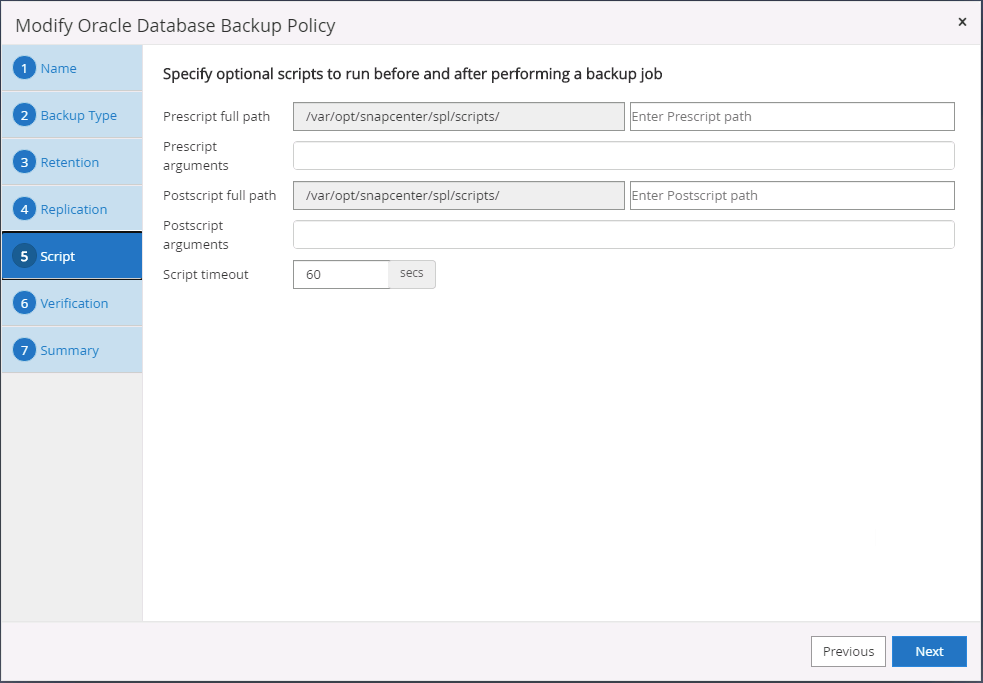 Modify Oracle Database Backup Policy
x
1 Name
2 Backup Type
3 Retention
4 Replication
5 Script
6 Verification
7 Summary
Specify optional scripts to run before and after performing a backup job
Prescript full path /var/opt/snapcenter/spl/scripts/ Enter Prescript path
Prescript
arguments
Postscript full path /var/opt/snapcenter/spl/scripts/ Enter Postscript path
Postscript
arguments
Script timeout 60 secs
Previous Next